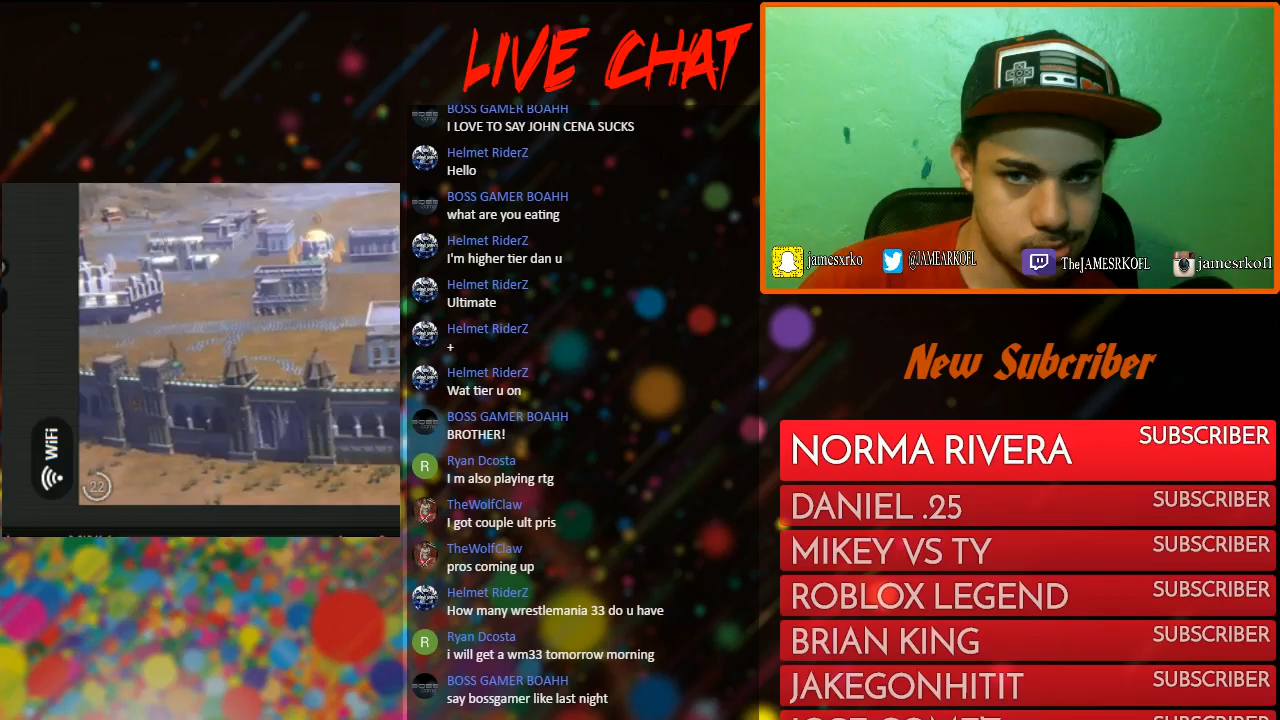 LIVE CHAT
BOSS GAMER BOAHH
I LOVE TO SAY JOHN CENA SUCKS
Helmet RiderZ
Hello
BOSS GAMER BOAHH
what are you eating
Helmet RiderZ
I'm higher tier dan u
Helmet RiderZ
Ultimate
Helmet RiderZ
+
Helmet RiderZ
Wat tier u on
BOSS GAMER BOAHH
BROTHER!
Ryan Dcosta
I m also playing rtg
TheWolfClaw
I got couple ult pris
TheWolfClaw
pros coming up
Helmet RiderZ
How many wrestlemania 33 do u have
Ryan Dcosta
i will get a wm33 tomorrow morning
BOSS GAMER BOAHH
say bossgamer like last night
WiFi
22
jamesxrko
@JAMEARKOFL
TheJAMESRKOFL
jamesrkofl
New Subcriber
NORMA RIVERA SUBSCRIBER
DANIEL .25 SUBSCRIBER
MIKEY VS TY SUBSCRIBER
ROBLOX LEGEND SUBSCRIBER
BRIAN KING SUBSCRIBER
JAKEGONHITIT SUBSCRIBER